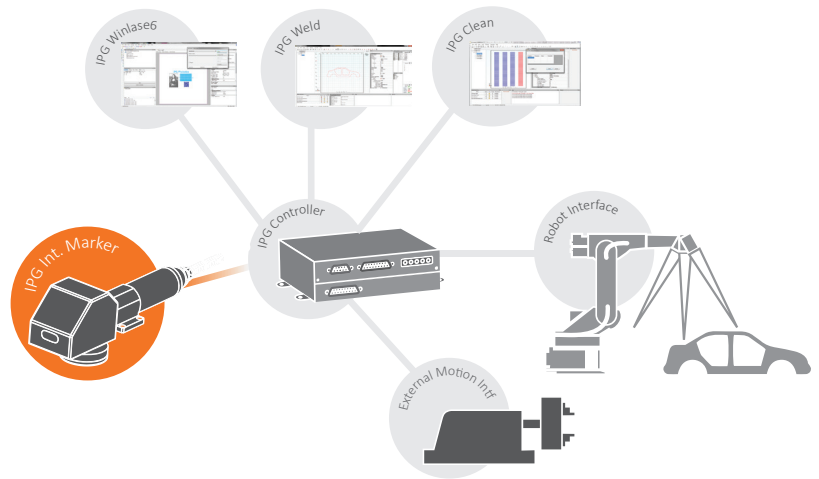 IPG Winlase6
IPG Weld
IPG Clean
IPG Controller
Robot Interface
IPG Int. Marker
External Motion Intf